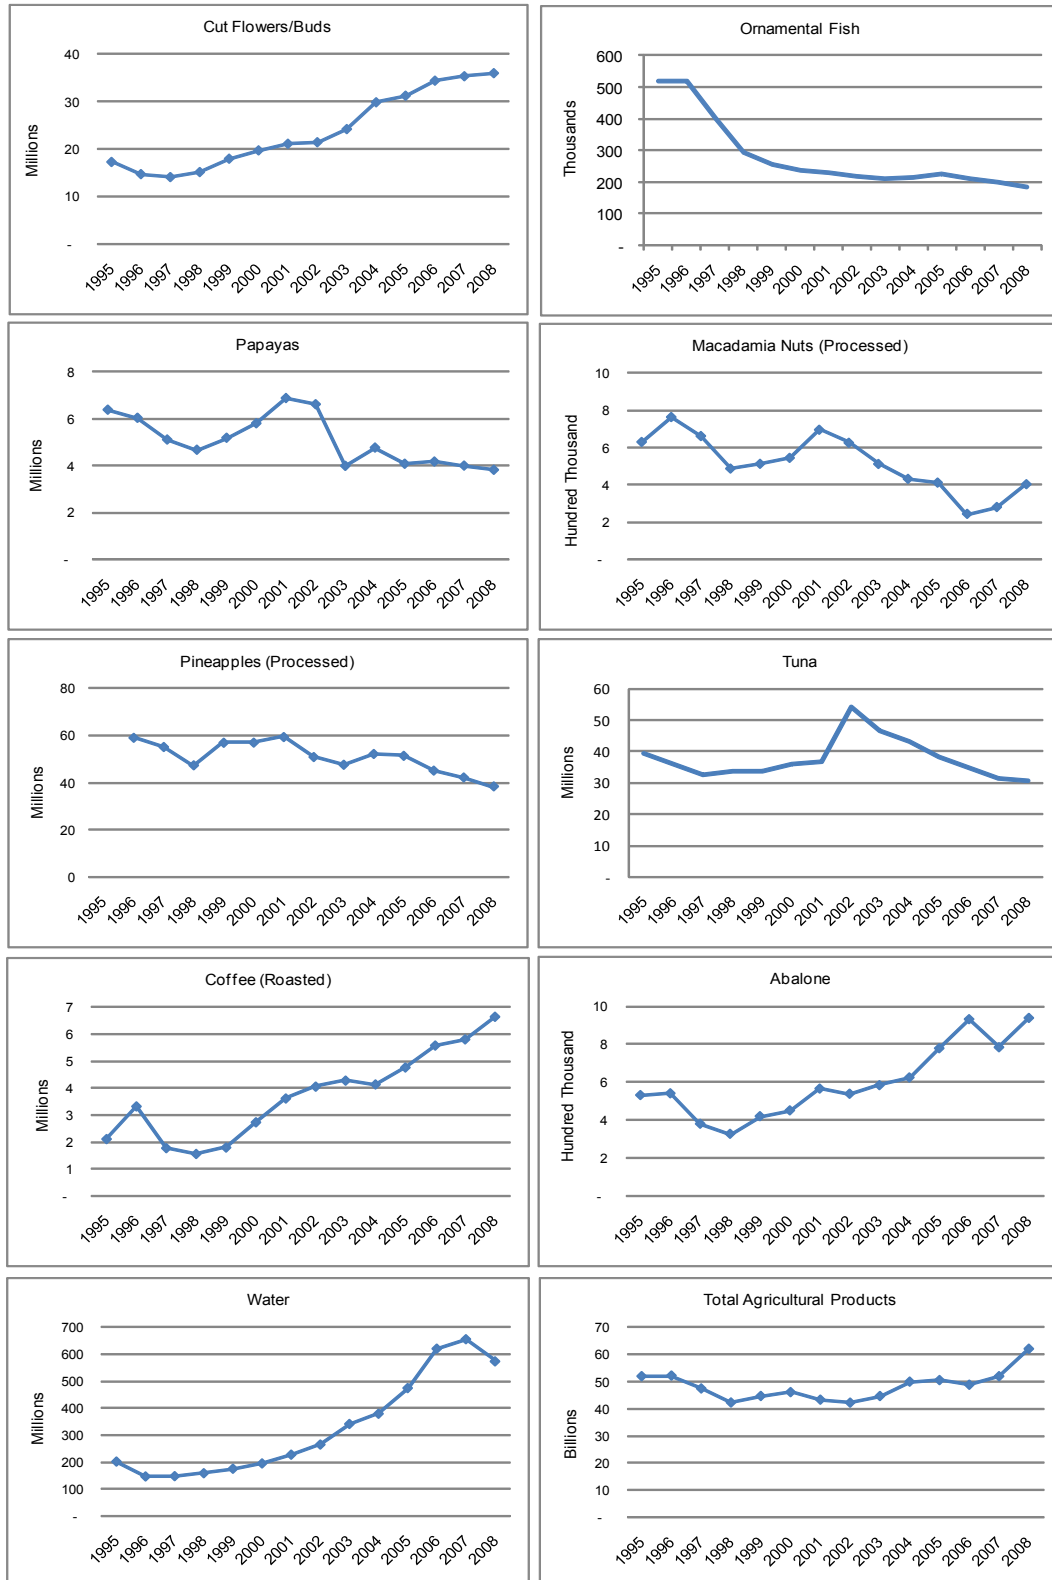 Cut Flowers/Buds
Millions
40
30
20
10
-
1995 1996 1997 1998 1999 2000 2001 2002 2003 2004 2005 2006 2007 2008
Ornamental Fish
Thousands
600
500
400
300
200
100
-
1995 1996 1997 1998 1999 2000 2001 2002 2003 2004 2005 2006 2007 2008
Papayas
Millions
8
6
4
2
-
1995 1996 1997 1998 1999 2000 2001 2002 2003 2004 2005 2006 2007 2008
Macadamia Nuts (Processed)
Hundred Thousand
10
8
6
4
2
-
1995 1996 1997 1998 1999 2000 2001 2002 2003 2004 2005 2006 2007 2008
Pineapples (Processed)
Millions
80
60
40
20
0
1995 1996 1997 1998 1999 2000 2001 2002 2003 2004 2005 2006 2007 2008
Tuna
Millions
60
50
40
30
20
10
-
1995 1996 1997 1998 1999 2000 2001 2002 2003 2004 2005 2006 2007 2008
Coffee (Roasted)
Millions
7
6
5
4
3
2
1
-
1995 1996 1997 1998 1999 2000 2001 2002 2003 2004 2005 2006 2007 2008
Abalone
Hundred Thousand
10
8
6
4
2
-
1995 1996 1997 1998 1999 2000 2001 2002 2003 2004 2005 2006 2007 2008
Water
Millions
700
600
500
400
300
200
100
-
1995 1996 1997 1998 1999 2000 2001 2002 2003 2004 2005 2006 2007 2008
Total Agricultural Products
Billions
70
60
50
40
30
20
10
-
1995 1996 1997 1998 1999 2000 2001 2002 2003 2004 2005 2006 2007 2008